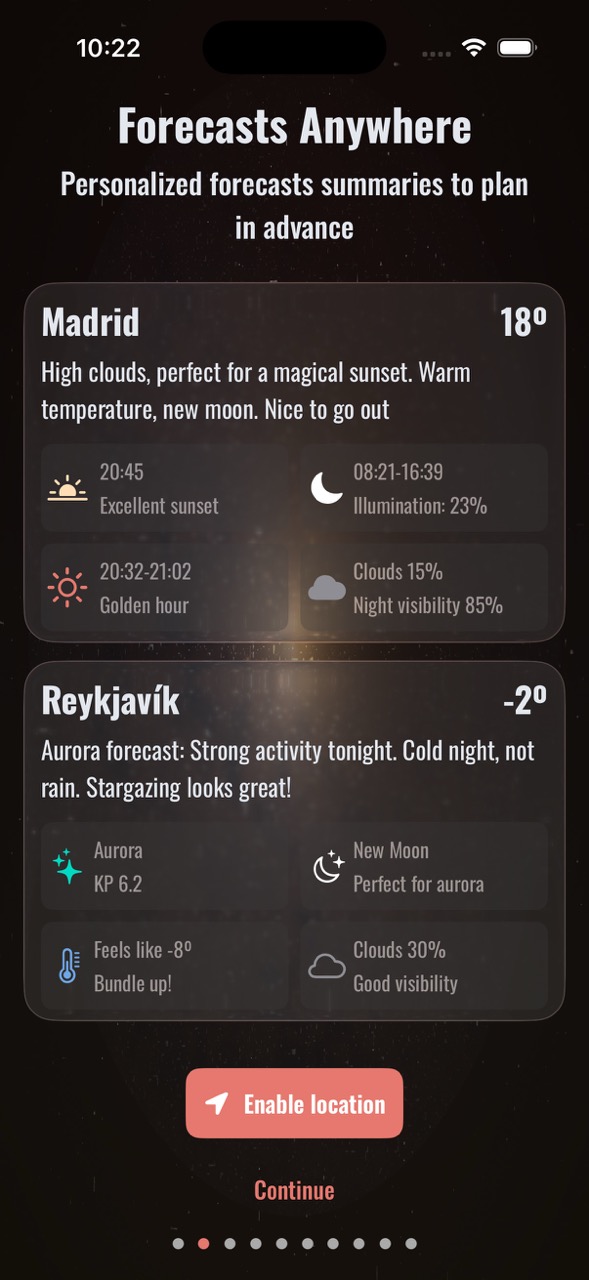 10:22
Forecasts Anywhere
Personalized forecasts summaries to plan
in advance
Madrid
18º
High clouds, perfect for a magical sunset. Warm
temperature, new moon. Nice to go out
20:45
Excellent sunset
08:21-16:39
Illumination: 23%
20:32-21:02
Golden hour
Clouds 15%
Night visibility 85%
Reykjavík
-2º
Aurora forecast: Strong activity tonight. Cold night, not
rain. Stargazing looks great!
Aurora
KP 6.2
New Moon
Perfect for aurora
Feels like -8º
Bundle up!
Clouds 30%
Good visibility
Enable location
Continue